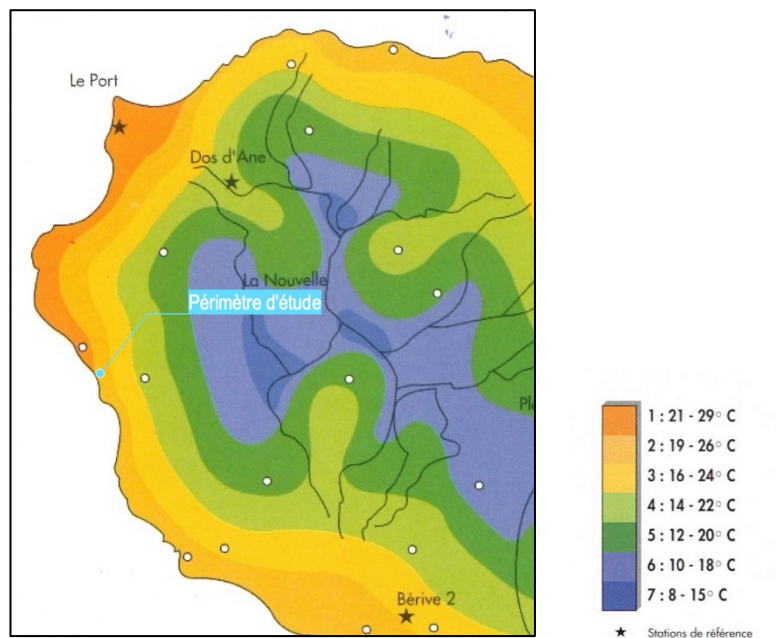 Le Port
Dos d'Ane
La Nouvelle
Périmètre d'étude
Pl
Bérive 2
1 : 21 - 29° C
2 : 19 - 26° C
3 : 16 - 24° C
4 : 14 - 22° C
5 : 12 - 20° C
6 : 10 - 18° C
7 : 8 - 15° C
★ Stations de référence